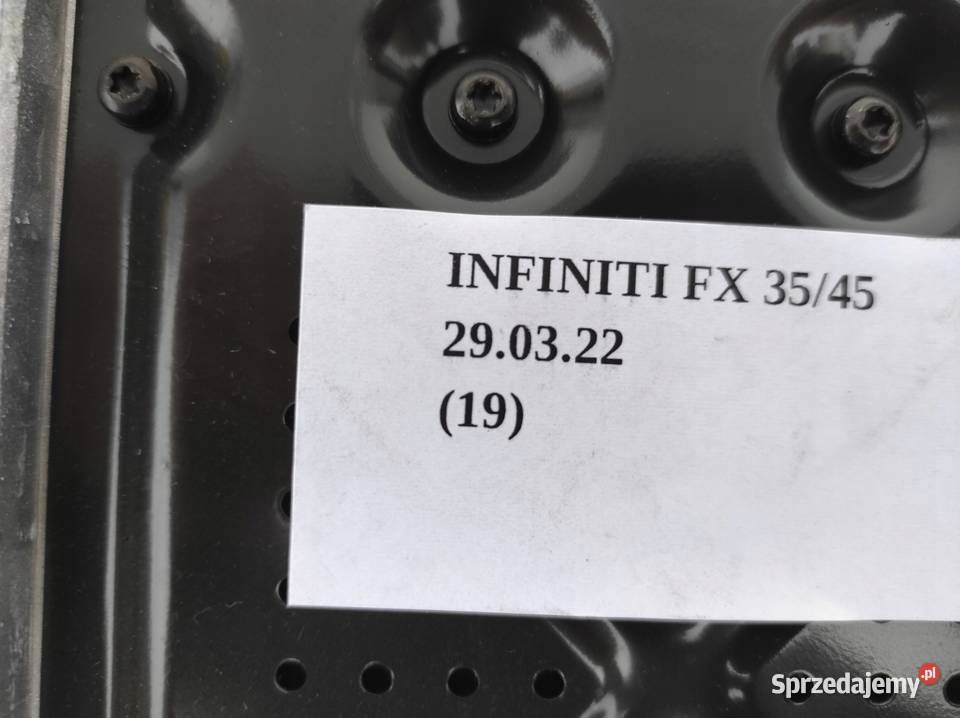 INFINITI FX 35/45
29.03.22
(19)
Sprzedajemy.pl